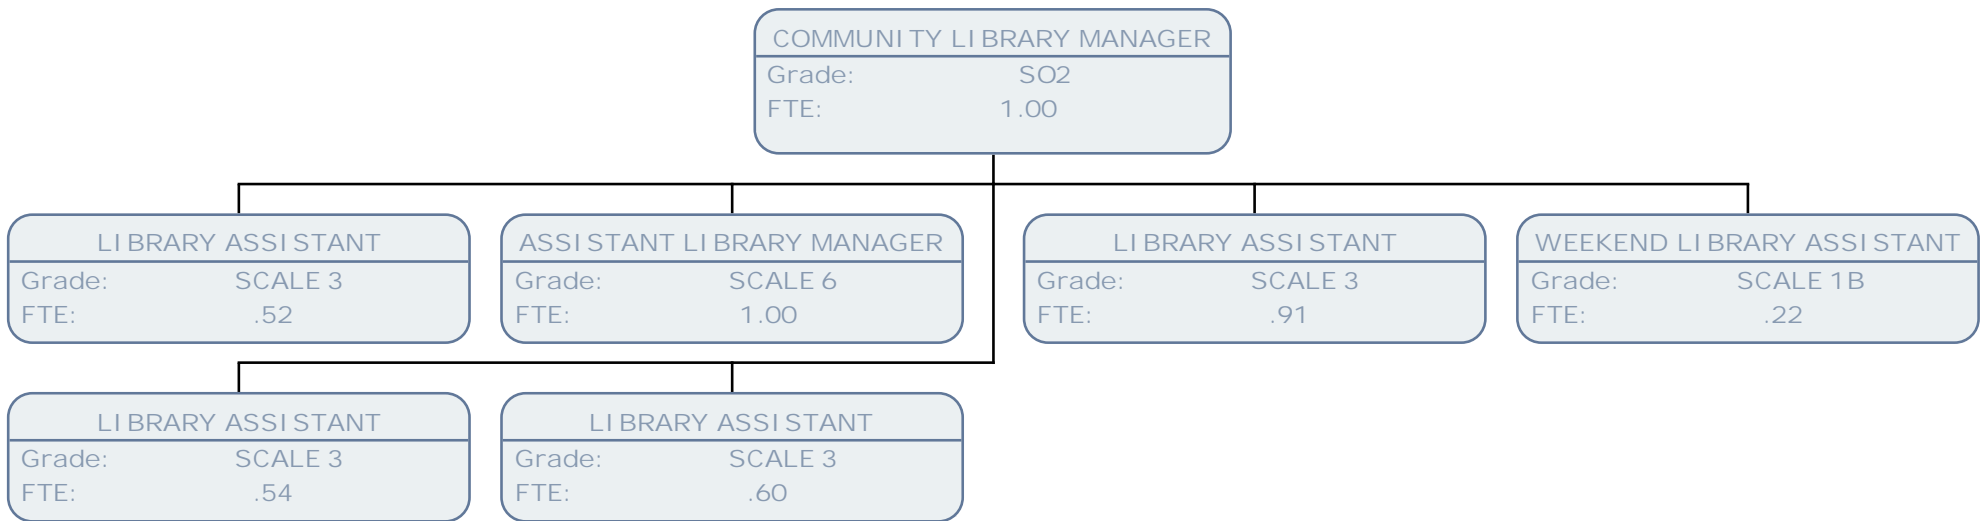 COMMUNITY LIBRARY MANAGER
Grade: SO2
FTE: 1.00
LIBRARY ASSISTANT
Grade: SCALE 3
FTE: .52
ASSISTANT LIBRARY MANAGER
Grade: SCALE 6
FTE: 1.00
LIBRARY ASSISTANT
Grade: SCALE 3
FTE: .91
WEEKEND LIBRARY ASSISTANT
Grade: SCALE 1B
FTE: .22
LIBRARY ASSISTANT
Grade: SCALE 3
FTE: .54
LIBRARY ASSISTANT
Grade: SCALE 3
FTE: .60